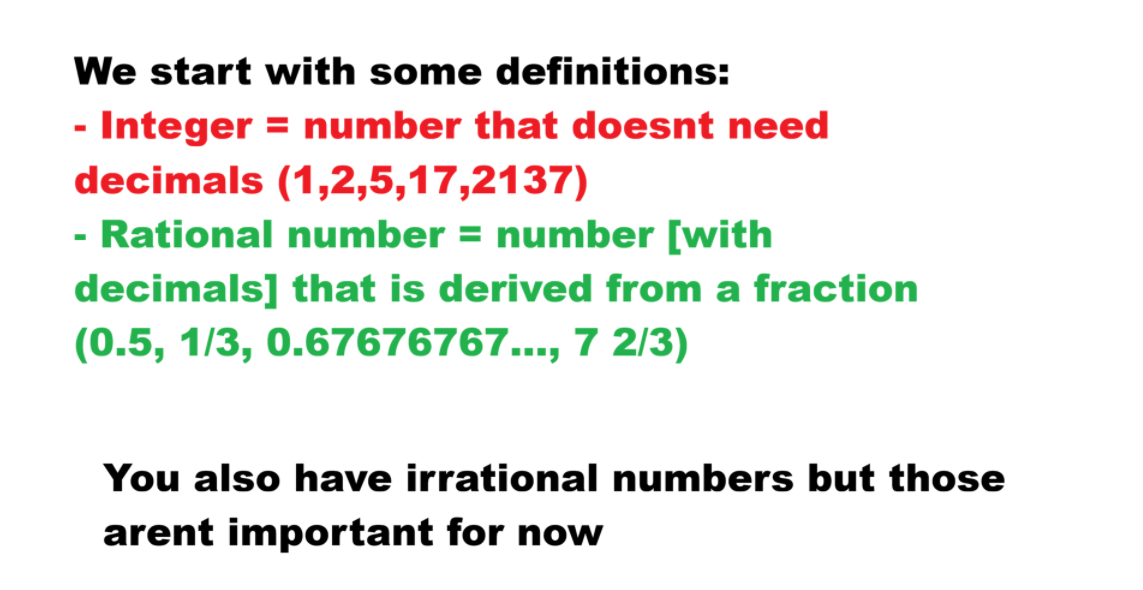 We start with some definitions:
- Integer = number that doesnt need
decimals (1,2,5,17,2137)
- Rational number = number [with
decimals] that is derived from a fraction
(0.5, 1/3, 0.67676767..., 7 2/3)
You also have irrational numbers but those
arent important for now